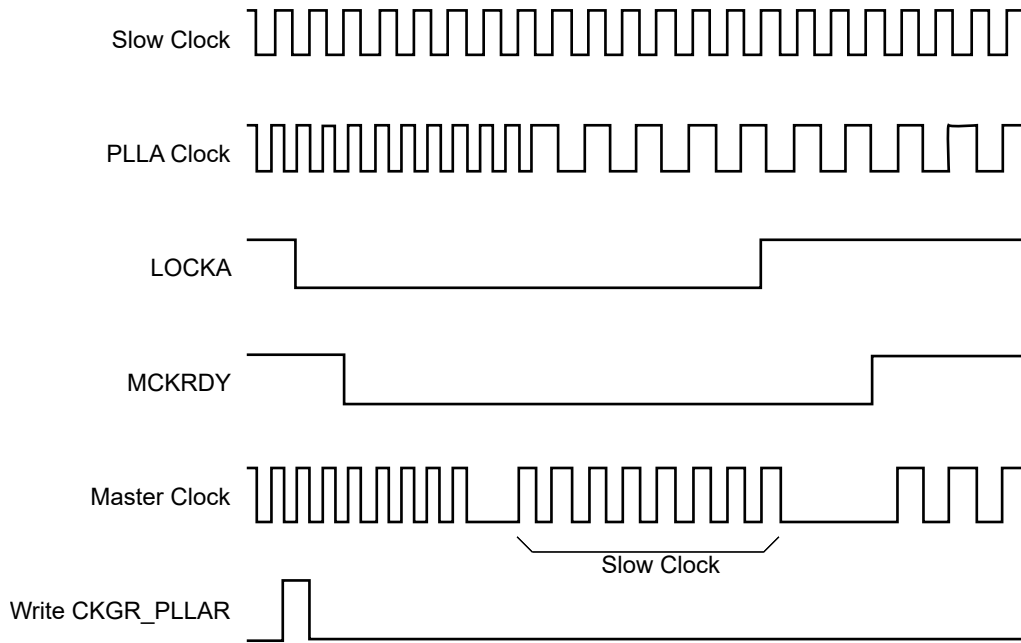 Slow Clock
PLLA Clock
LOCKA
MCKRDY
Master Clock
Slow Clock
Write CKGR_PLLAR